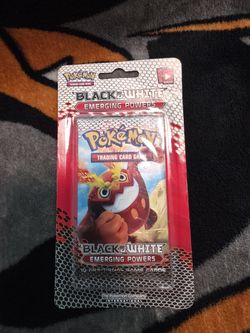 POKÉMON
BLACK & WHITE
EMERGING POWERS
POKÉMON
TRADING CARD GAME
BLACK & WHITE
EMERGING POWERS
10 ADDITIONAL GAME CARDS